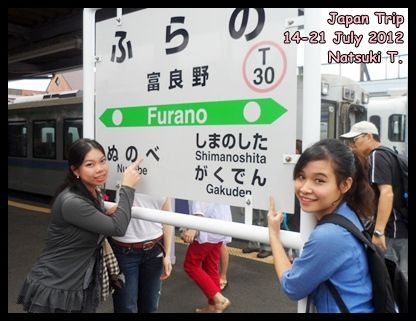 Japan Trip
14-21 July 2012
Natsuki T.
ふらの
T
30
富良野
Furano
ぬのべ
しまのした
Shimanoshita
がくでん
Gakuden